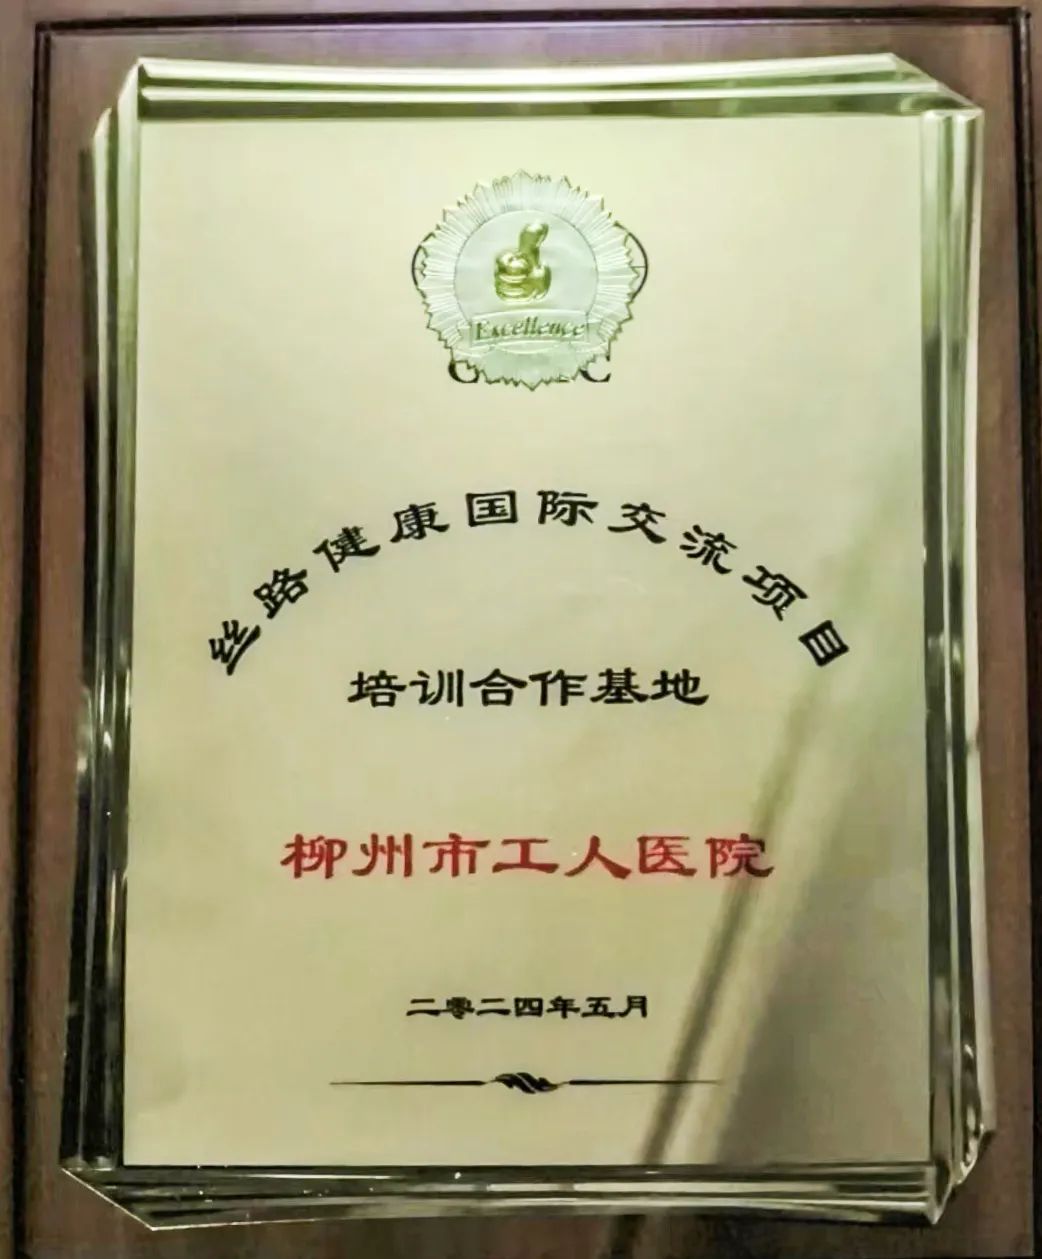 Excellence
丝路健康国际交流项目
培训合作基地
柳州市工人医院
二零二四年五月